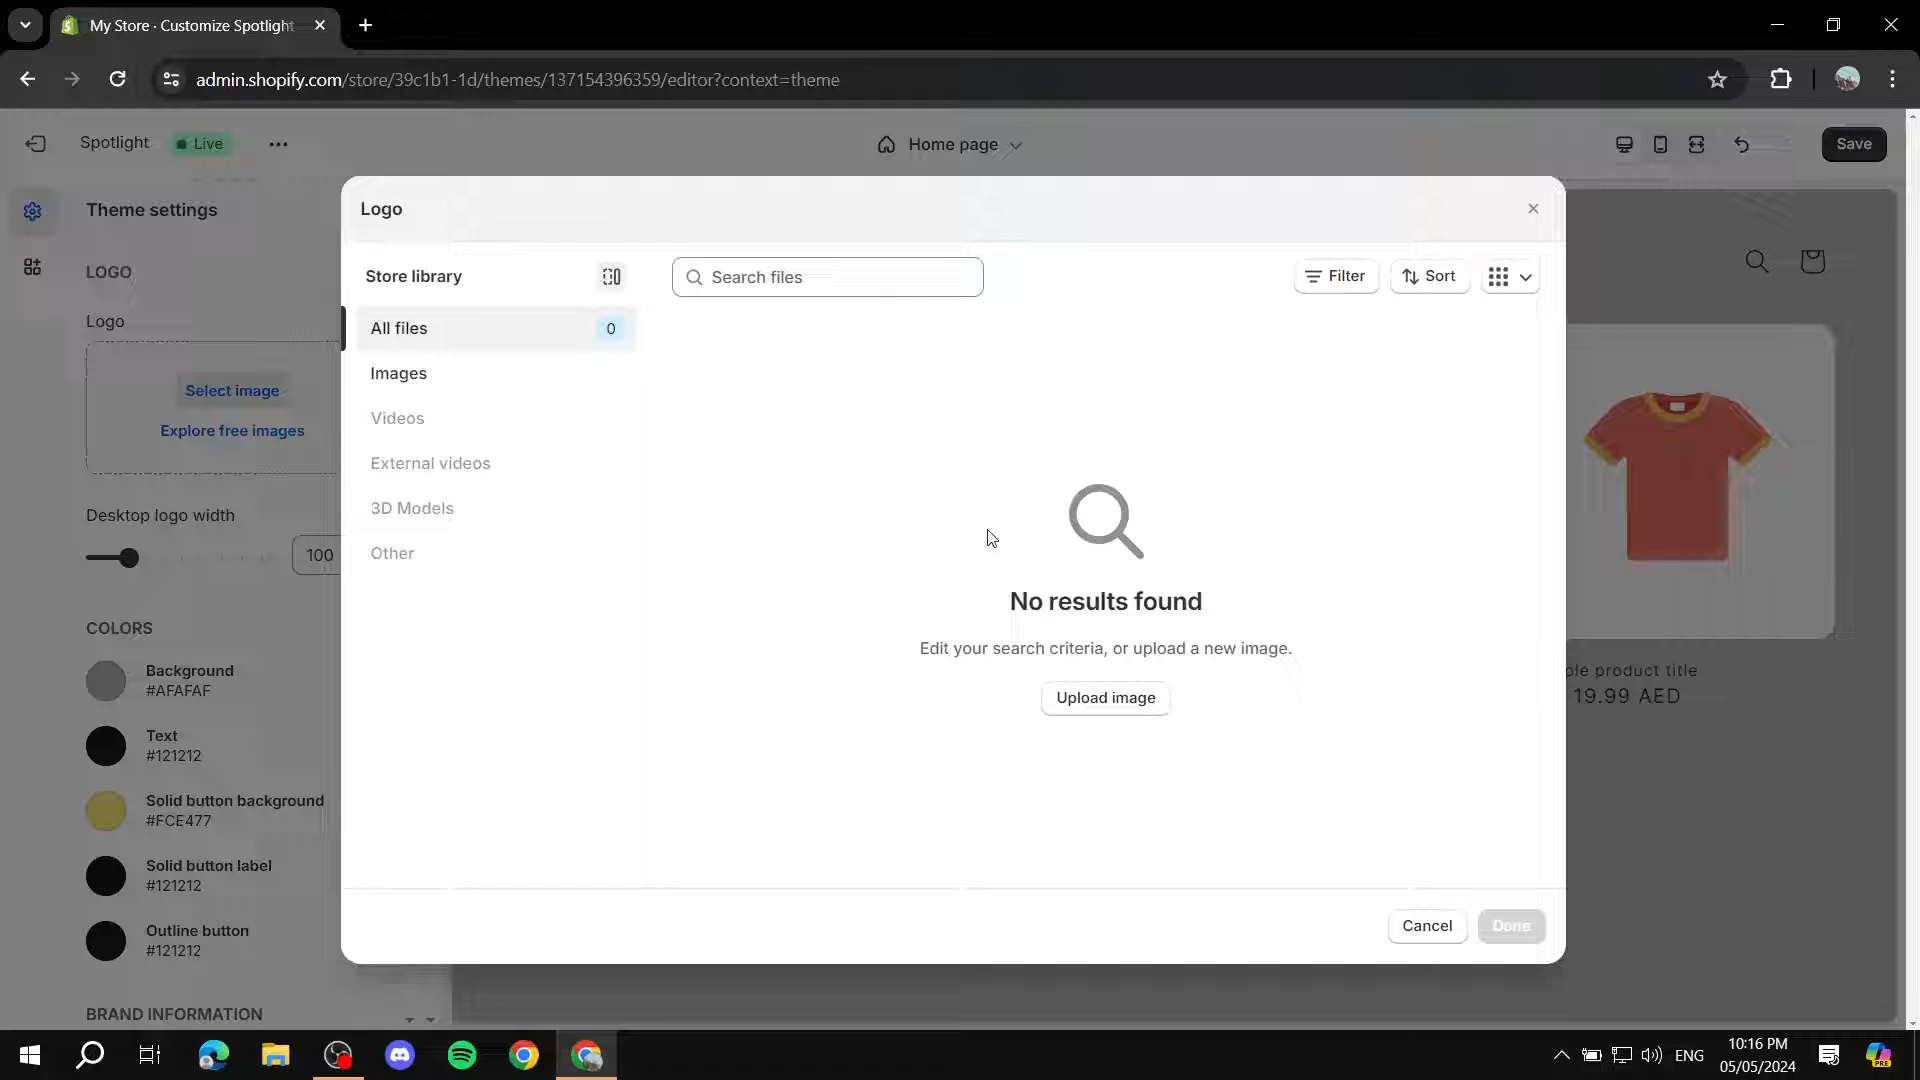 My Store · Customize Spotlight
admin.shopify.com/store/39c1b1-1d/themes/137154396359/editor?context=theme
Spotlight
Live
Home page
Save
Theme settings
LOGO
Logo
Select image
Explore free images
Desktop logo width
100
COLORS
Background
#AFAFAF
Text
#121212
Solid button background
#FCE477
Solid button label
#121212
Outline button
#121212
BRAND INFORMATION
Logo
Store library
Search files
Filter
Sort
All files
0
Images
Videos
External videos
3D Models
Other
No results found
Edit your search criteria, or upload a new image.
Upload image
Cancel
Done
product title
19.99 AED
ENG
10:16 PM
05/05/2024
PRE